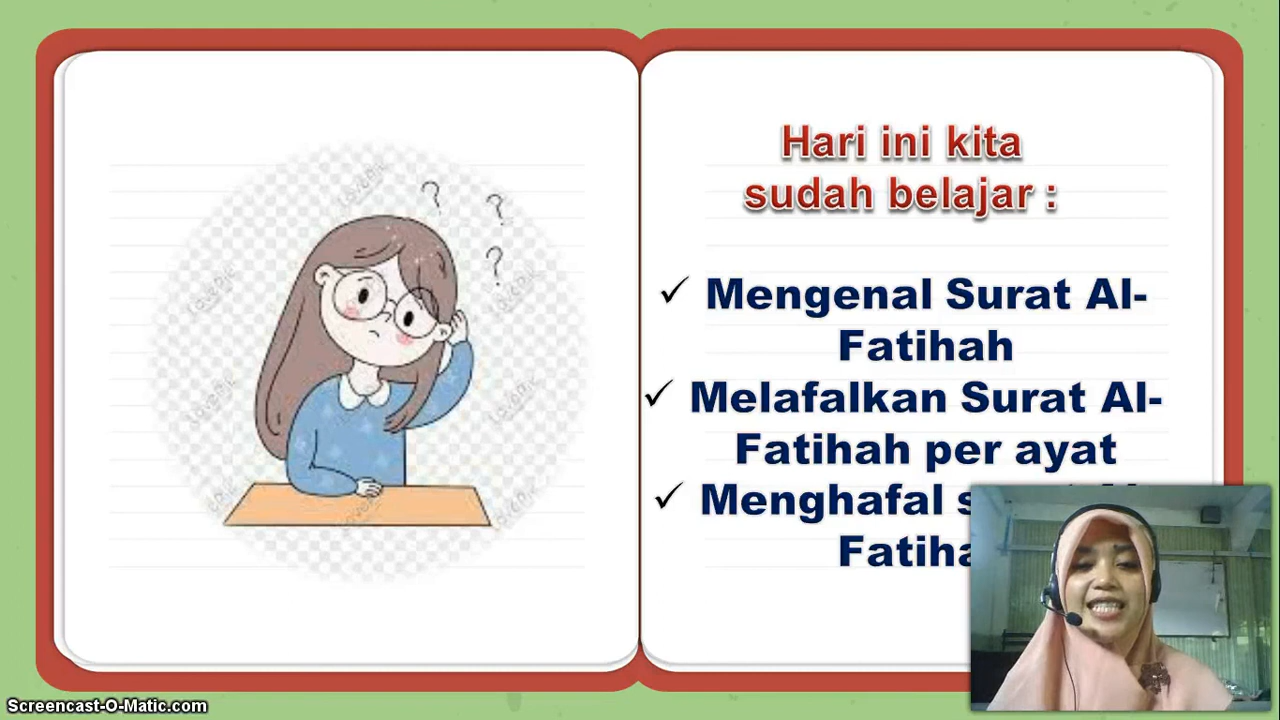 Hari ini kita
sudah belajar :
✓ Mengenal Surat Al-
Fatihah
✓ Melafalkan Surat Al-
Fatihah per ayat
✓ Menghafal
Screencast-O-Matic.com